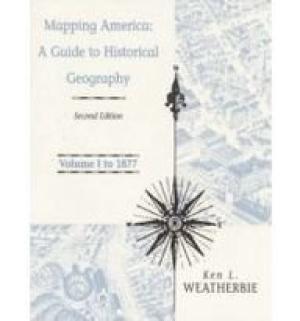 Mapping America:
A Guide to Historical
Geography
Second Edition
Volume I to 1877
Ken L.
WEATHERBIE